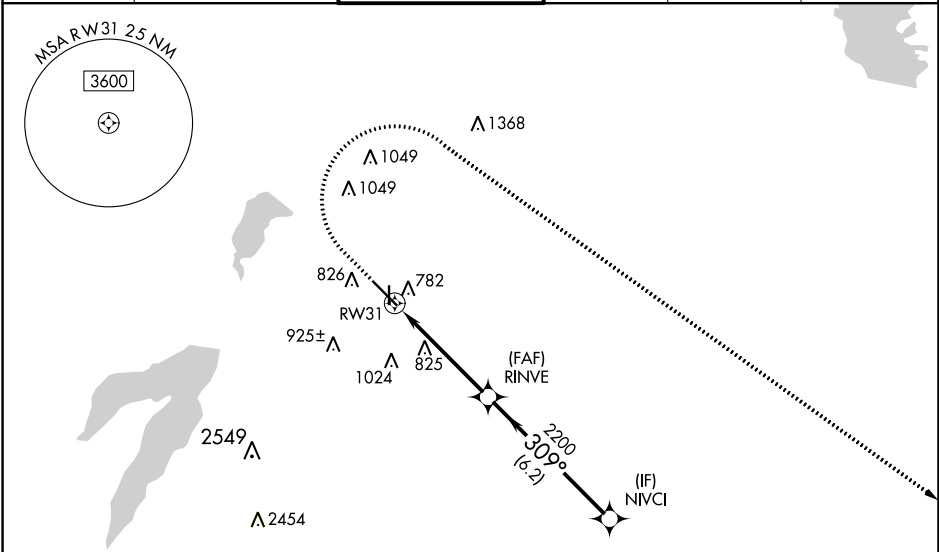 MSA RW31 25 NM
3600
1368
1049
1049
826
782
RW31
925±
1024
825
(FAF)
RINVE
2200
309°
(6.2)
(IF)
NIVCI
2549
2454